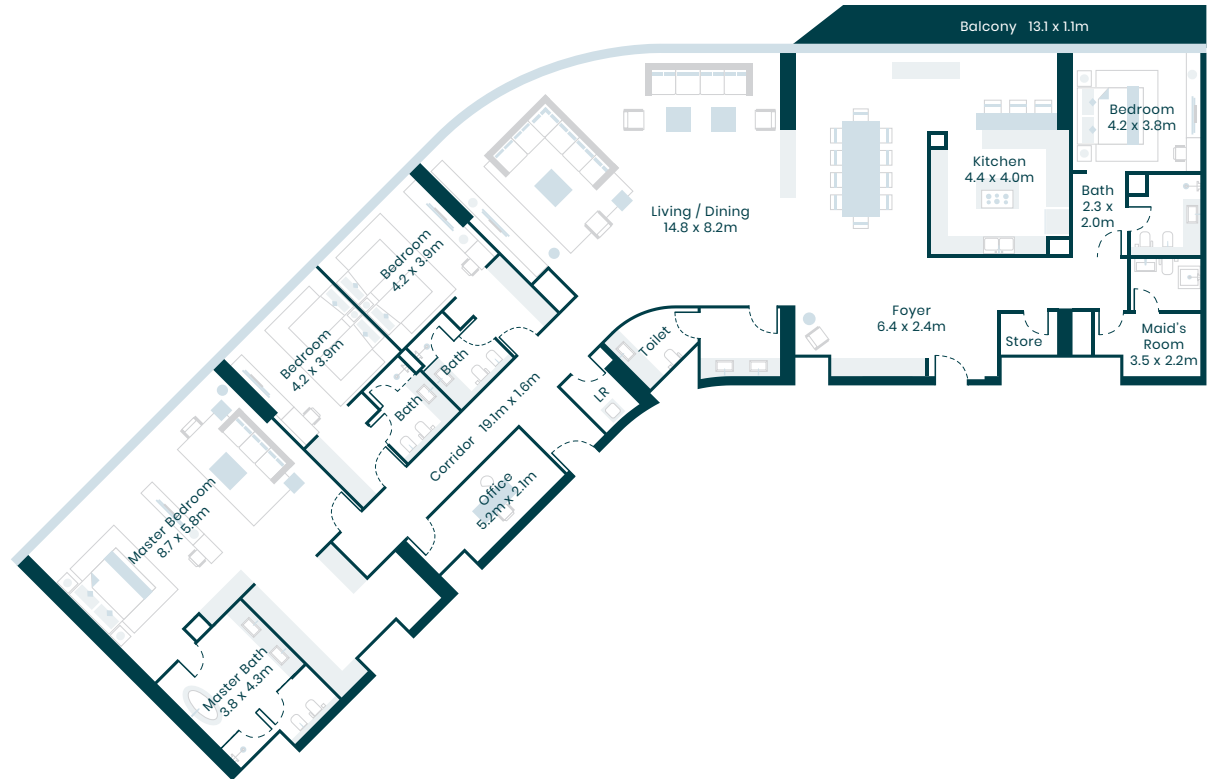 Balcony 13.1 x 1.1m
Bedroom
4.2 x 3.8m
Kitchen
4.4 x 4.0m
Bath
2.3 x
2.0m
Living / Dining
14.8 x 8.2m
Bedroom
4.2 x 3.9m
Foyer
6.4 x 2.4m
Store
Maid's
Room
3.5 x 2.2m
Toilet
Bedroom
4.2 x 3.9m
Bath
Bath
LR
Corridor 19.1m x 1.6m
Office
5.2m x 2.1m
Master Bedroom
8.7 x 5.8m
Master Bath
3.8 x 4.3m